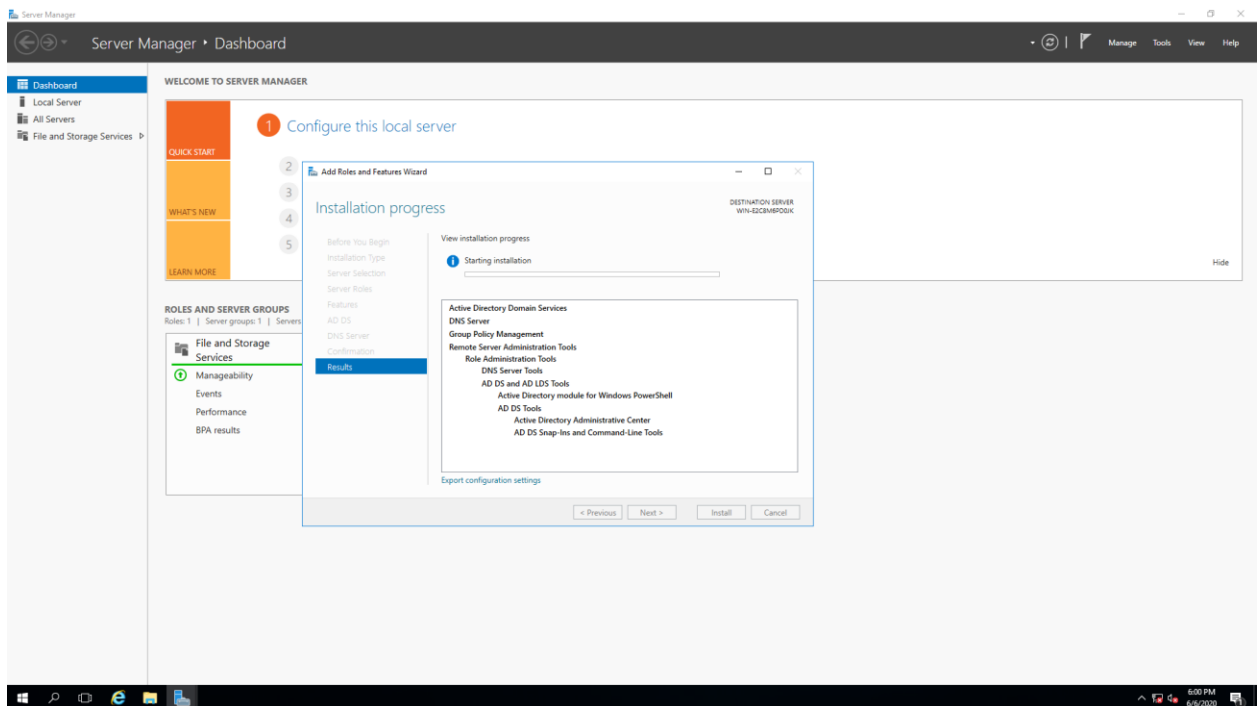 Server Manager
Server Manager • Dashboard
Manage Tools View Help
Dashboard
Local Server
All Servers
File and Storage Services
WELCOME TO SERVER MANAGER
QUICK START
WHAT'S NEW
LEARN MORE
1 Configure this local server
2
3
4
5
Hide
ROLES AND SERVER GROUPS
Roles: 1 | Server groups: 1 | Servers
File and Storage
Services
Manageability
Events
Performance
BPA results
Add Roles and Features Wizard
Installation progress
DESTINATION SERVER
Before You Begin
Installation Type
Server Selection
Server Roles
Features
AD DS
DNS Server
Confirmation
Results
View installation progress
Starting installation
Active Directory Domain Services
DNS Server
Group Policy Management
Remote Server Administration Tools
Role Administration Tools
DNS Server Tools
AD DS and AD LDS Tools
Active Directory module for Windows PowerShell
AD DS Tools
Active Directory Administrative Center
AD DS Snap-Ins and Command-Line Tools
Export configuration settings
< Previous Next > Install Cancel
6:00 PM
6/6/2020